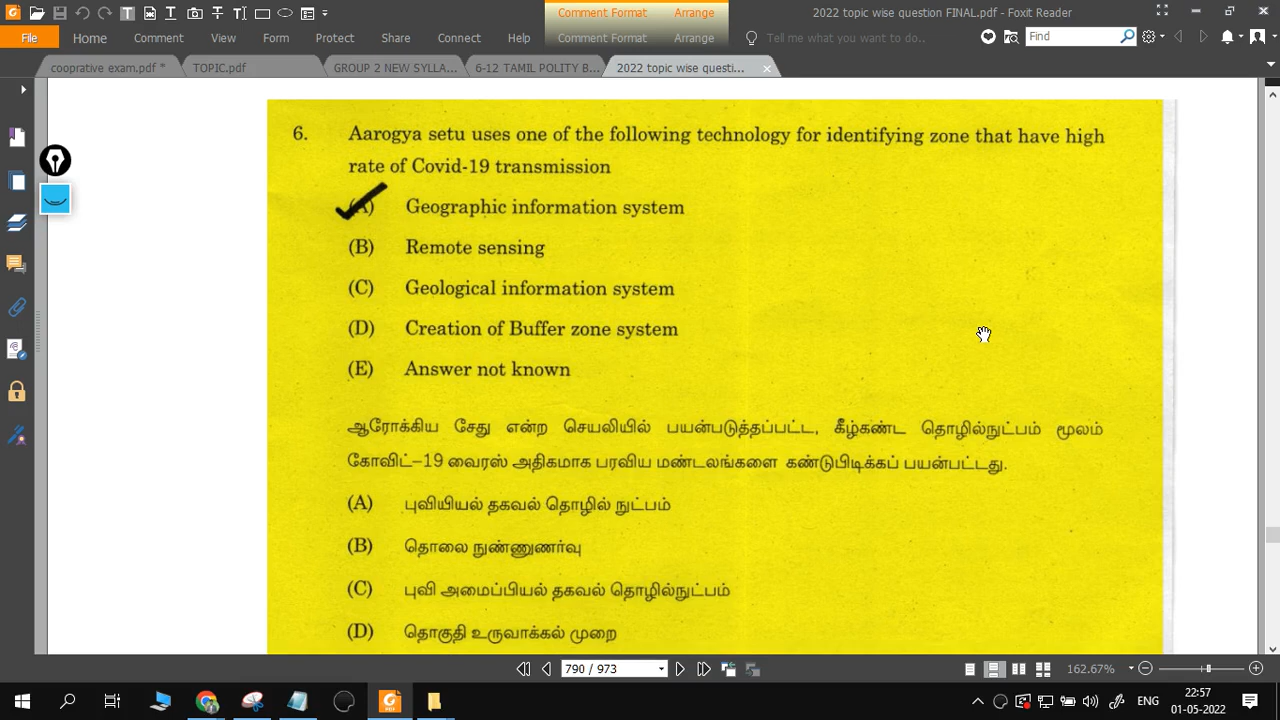 Comment Format Arrange
2022 topic wise question FINAL.pdf - Foxit Reader
File Home Comment View Form Protect Share Connect Help Comment Format Arrange Tell me what you want to do.. Find
cooprative exam.pdf * TOPIC.pdf GROUP 2 NEW SYLLA... 6-12 TAMIL POLITY B... 2022 topic wise questi...
6. Aarogya setu uses one of the following technology for identifying zone that have high
rate of Covid-19 transmission
(A) Geographic information system
(B) Remote sensing
(C) Geological information system
(D) Creation of Buffer zone system
(E) Answer not known
ஆரோக்கிய சேது என்ற செயலியில் பயன்படுத்தப்பட்ட, கீழ்கண்ட தொழில்நுட்பம் மூலம்
கோவிட்-19 வைரஸ் அதிகமாக பரவிய மண்டலங்களை கண்டுபிடிக்கப் பயன்பட்டது.
(A) புவியியல் தகவல் தொழில் நுட்பம்
(B) தொலை நுண்ணுணர்வு
(C) புவி அமைப்பியல் தகவல் தொழில்நுட்பம்
(D) தொகுதி உருவாக்கல் முறை
790 / 973
162.67%
ENG
22:57
01-05-2022